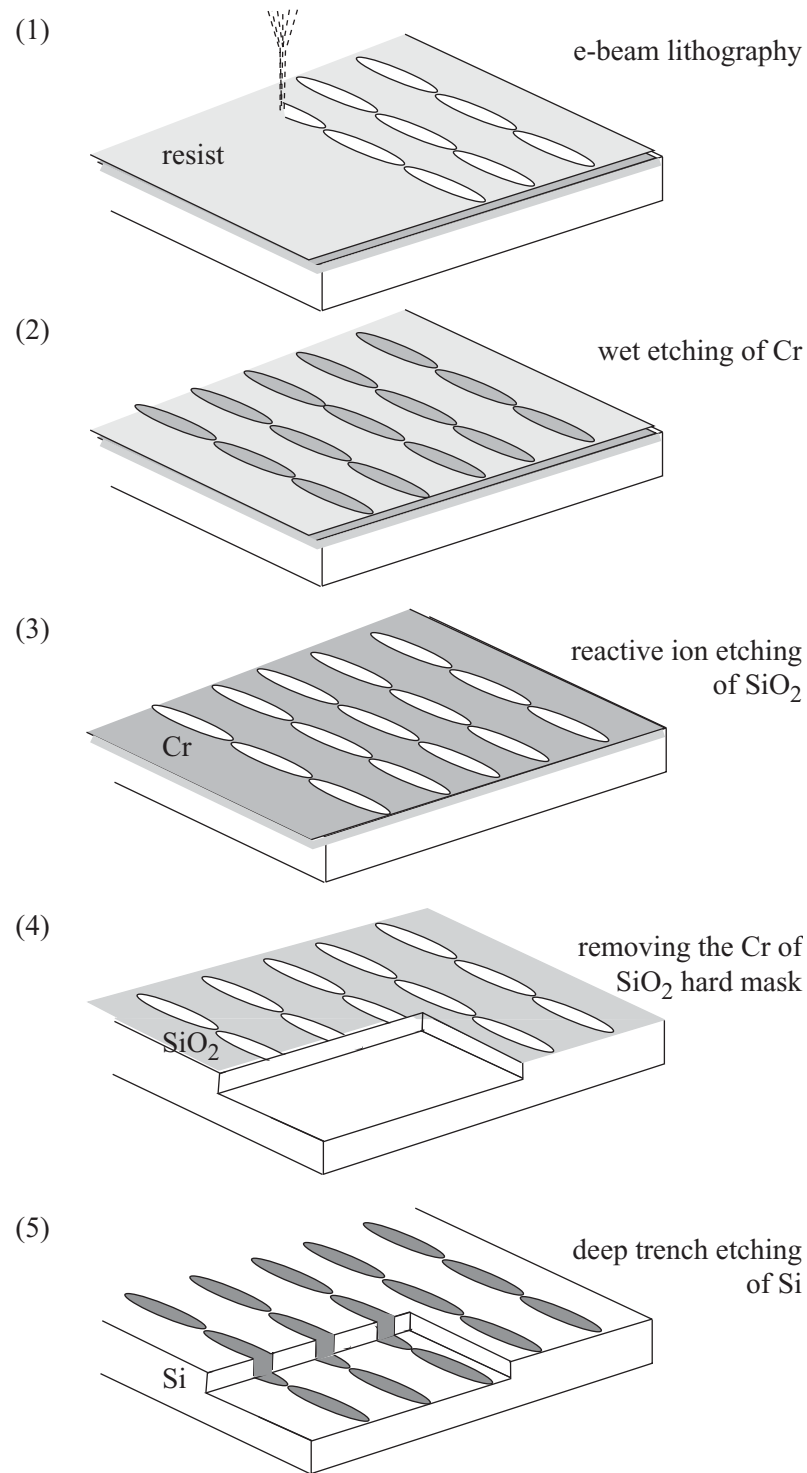 (1)
e-beam lithography
resist
(2)
wet etching of Cr
(3)
reactive ion etching
of SiO₂
Cr
(4)
removing the Cr of
SiO₂ hard mask
SiO₂
(5)
deep trench etching
of Si
Si